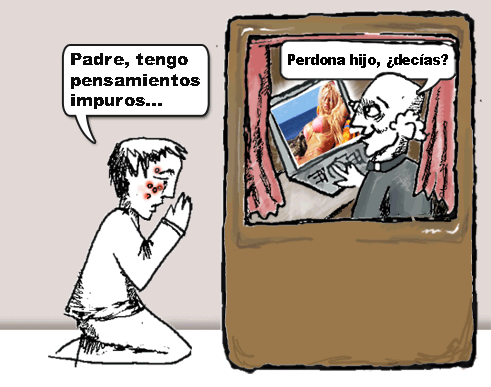 Padre, tengo
pensamientos
impuros...
Perdona hijo, ¿decías?